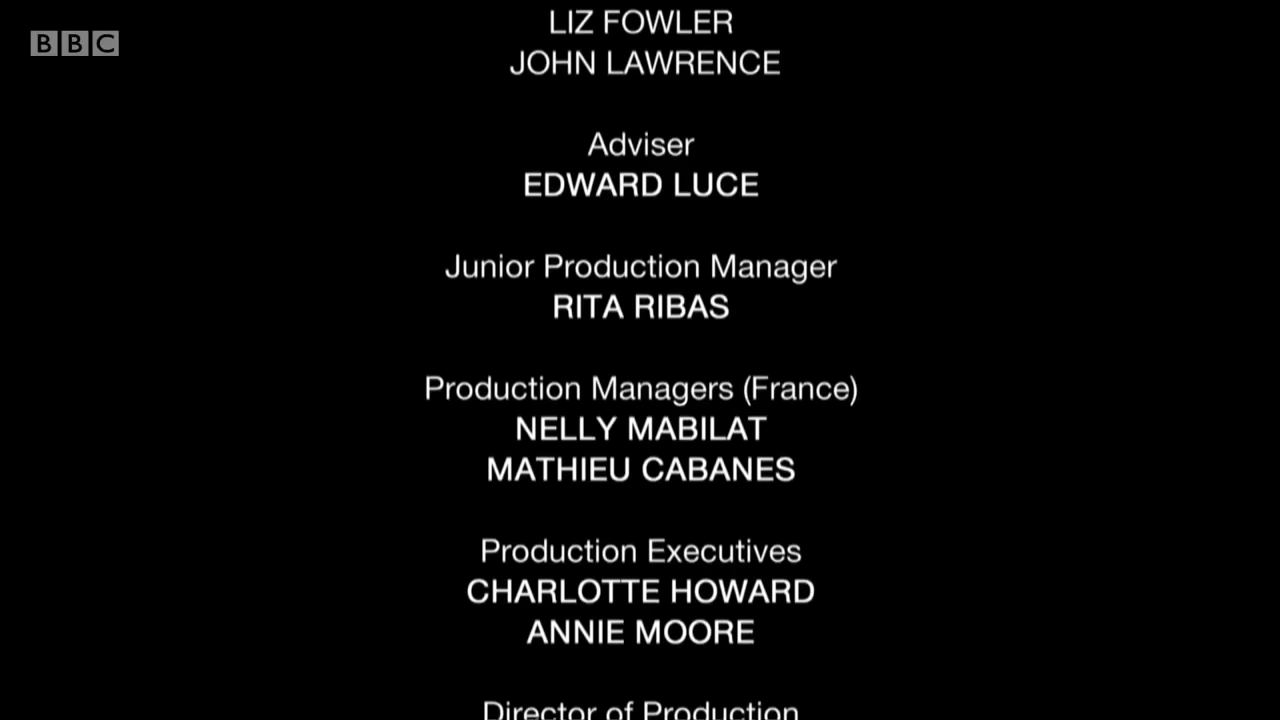 BBC
LIZ FOWLER
JOHN LAWRENCE
Adviser
EDWARD LUCE
Junior Production Manager
RITA RIBAS
Production Managers (France)
NELLY MABILAT
MATHIEU CABANES
Production Executives
CHARLOTTE HOWARD
ANNIE MOORE
Director of Production